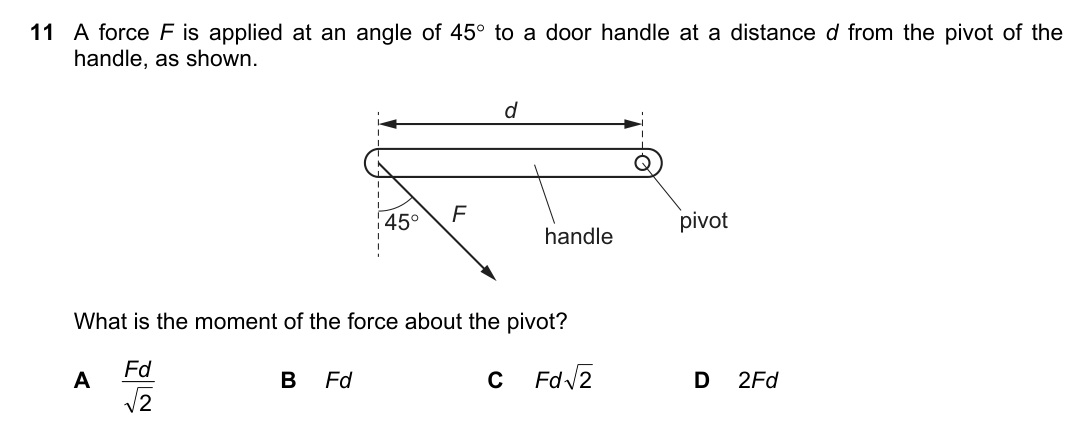 11 A force F is applied at an angle of 45° to a door handle at a distance d from the pivot of the
handle, as shown.
d
45°
F
handle
pivot
What is the moment of the force about the pivot?
A Fd/√2 B Fd C Fd√2 D 2Fd